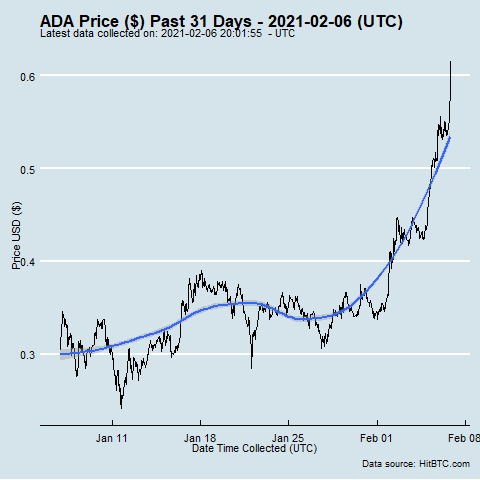 ADA Price ($) Past 31 Days - 2021-02-06 (UTC)
Latest data collected on: 2021-02-06 20:01:55 - UTC
0.6
0.5
0.4
0.3
Price USD ($)
Jan 11 Jan 18 Jan 25 Feb 01 Feb 08
Date Time Collected (UTC)
Data source: HitBTC.com